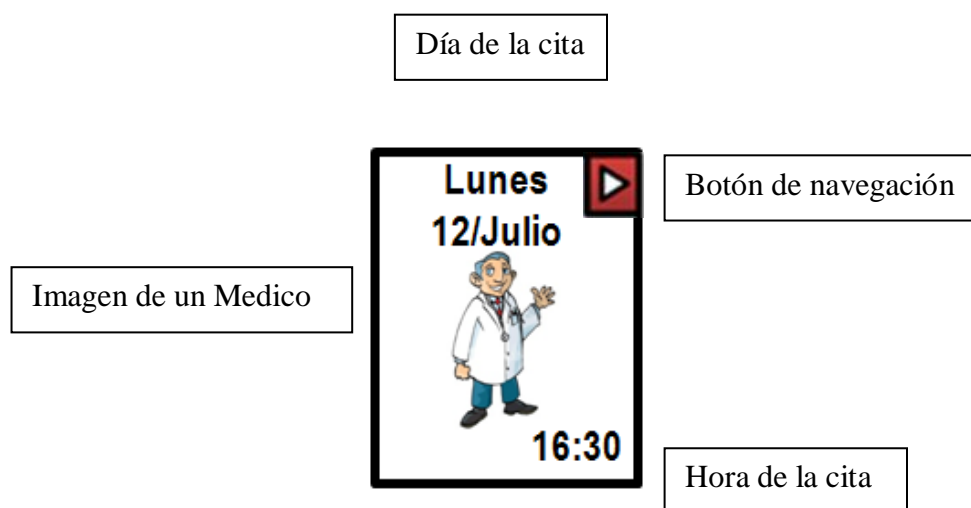 Día de la cita
Lunes
12/Julio
Botón de navegación
Imagen de un Medico
16:30
Hora de la cita